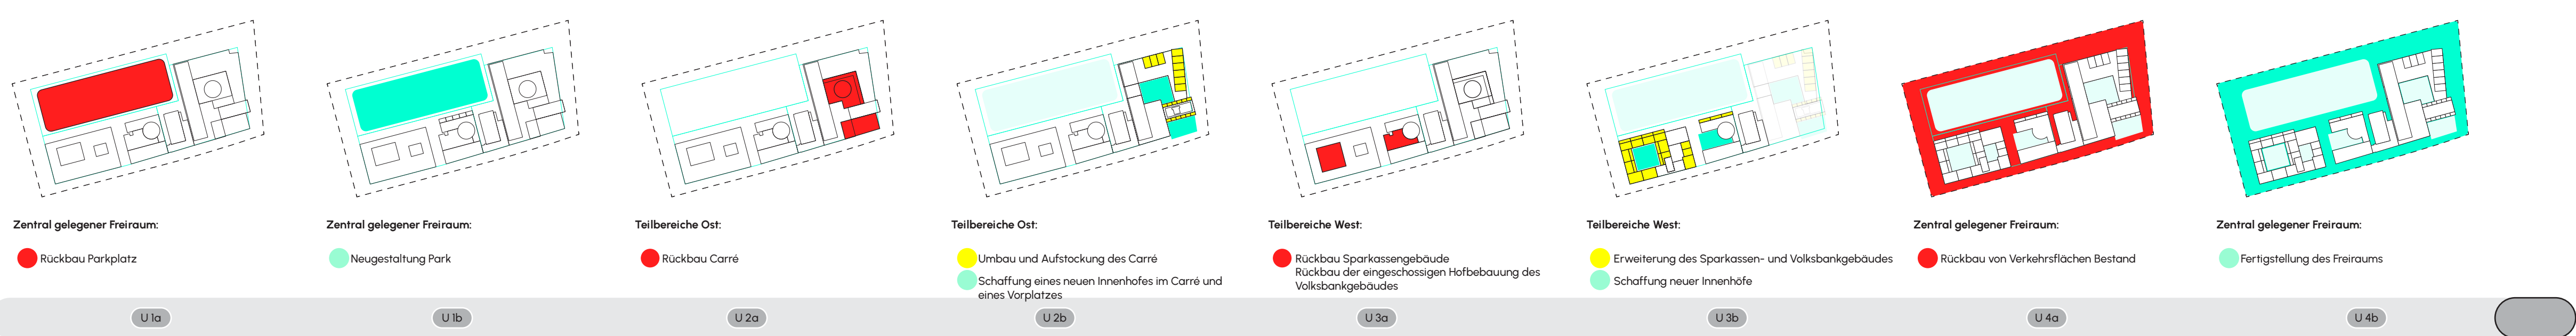 Zentral gelegener Freiraum:
Rückbau Parkplatz
U 1a
Zentral gelegener Freiraum:
Neugestaltung Park
U 1b
Teilbereiche Ost:
Rückbau Carré
U 2a
Teilbereiche Ost:
Umbau und Aufstockung des Carré
Schaffung eines neuen Innenhofes im Carré und
eines Vorplatzes
U 2b
Teilbereiche West:
Rückbau Sparkassengebäude
Rückbau der eingeschossigen Hofbebauung des
Volksbankgebäudes
U 3a
Teilbereiche West:
Erweiterung des Sparkassen- und Volksbankgebäudes
Schaffung neuer Innenhöfe
U 3b
Zentral gelegener Freiraum:
Rückbau von Verkehrsflächen Bestand
U 4a
Zentral gelegener Freiraum:
Fertigstellung des Freiraums
U 4b